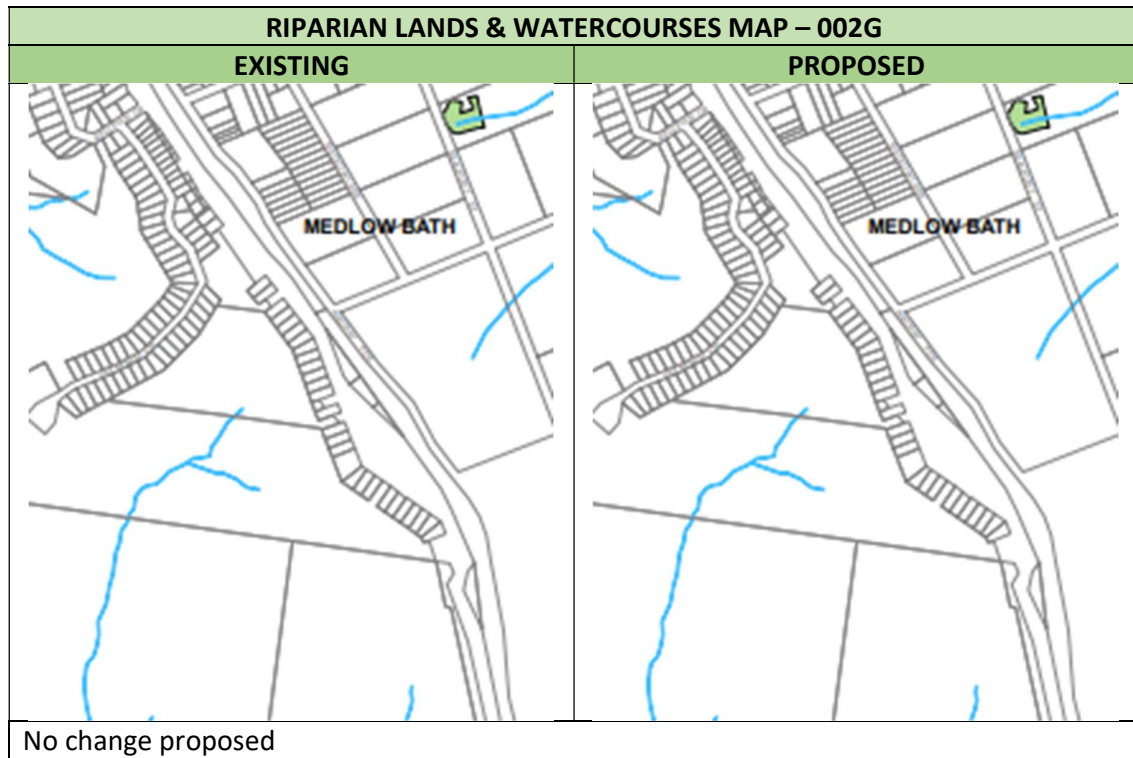 RIPARIAN LANDS & WATERCOURSES MAP – 002G
EXISTING
PROPOSED
MEDLOW BATH
MEDLOW BATH
No change proposed